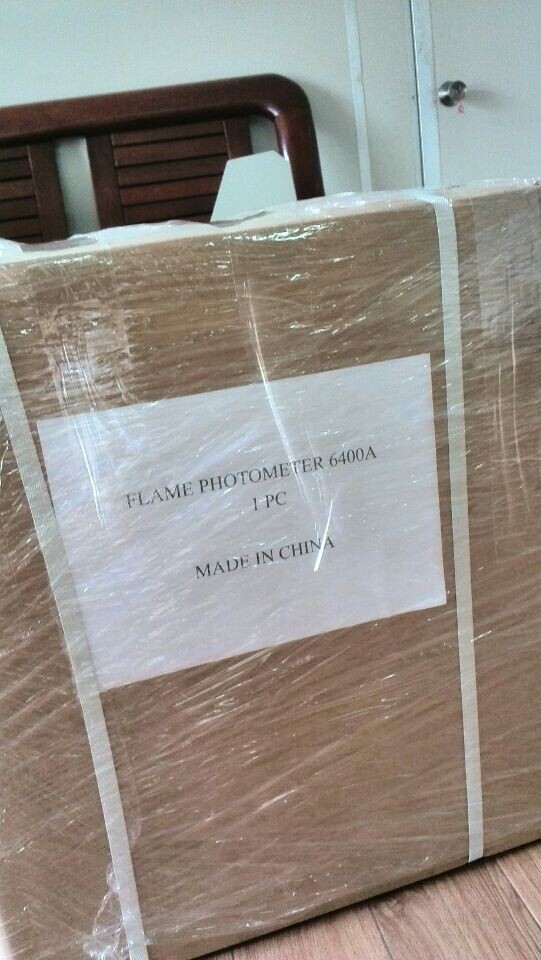 FLAME PHOTOMETER 6400A
1 PC
MADE IN CHINA